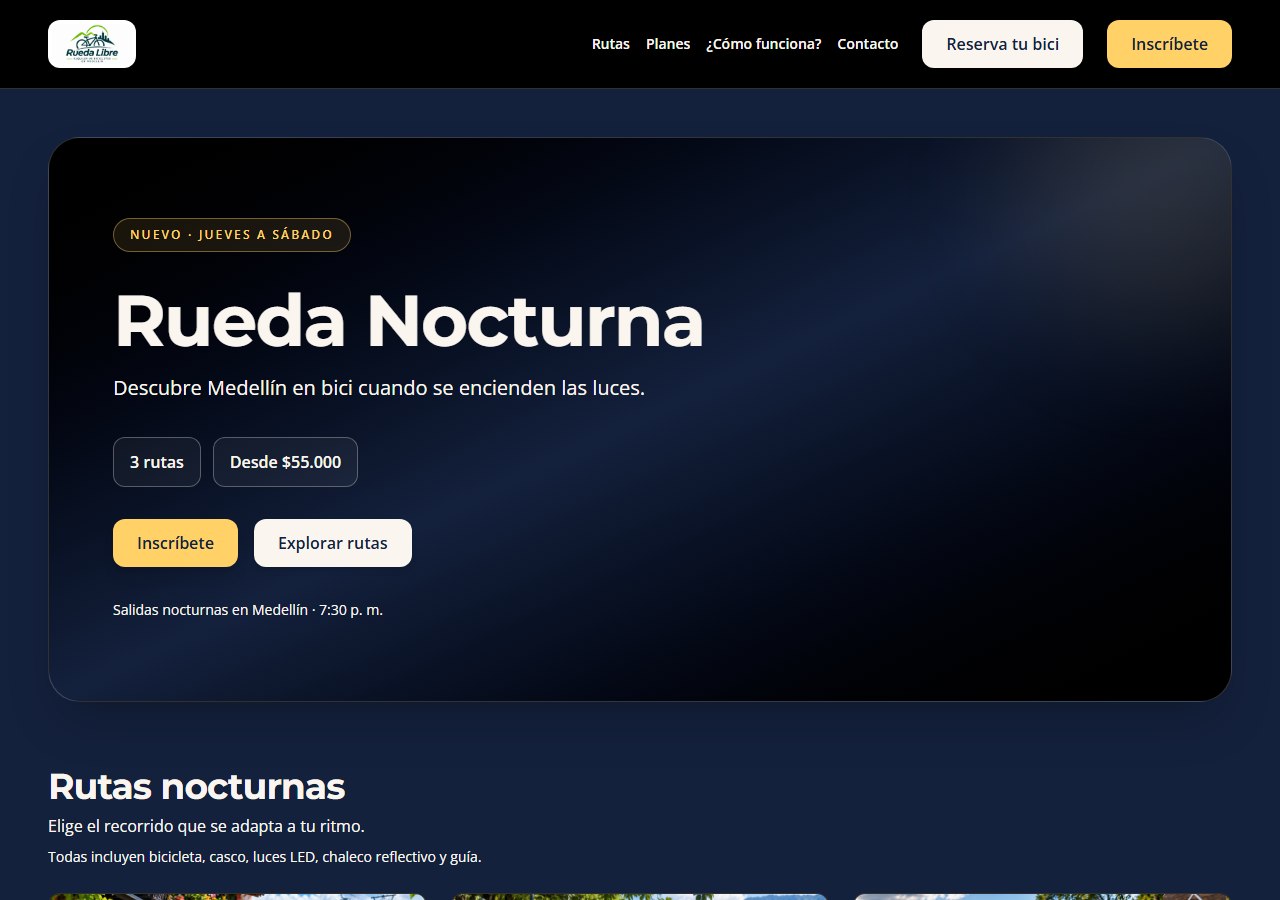 Rueda Libre
Rutas
Planes
¿Cómo funciona?
Contacto
Reserva tu bici
Inscríbete
NUEVO · JUEVES A SÁBADO
Rueda Nocturna
Descubre Medellín en bici cuando se encienden las luces.
3 rutas
Desde $55.000
Inscríbete
Explorar rutas
Salidas nocturnas en Medellín · 7:30 p. m.
Rutas nocturnas
Elige el recorrido que se adapta a tu ritmo.
Todas incluyen bicicleta, casco, luces LED, chaleco reflectivo y guía.